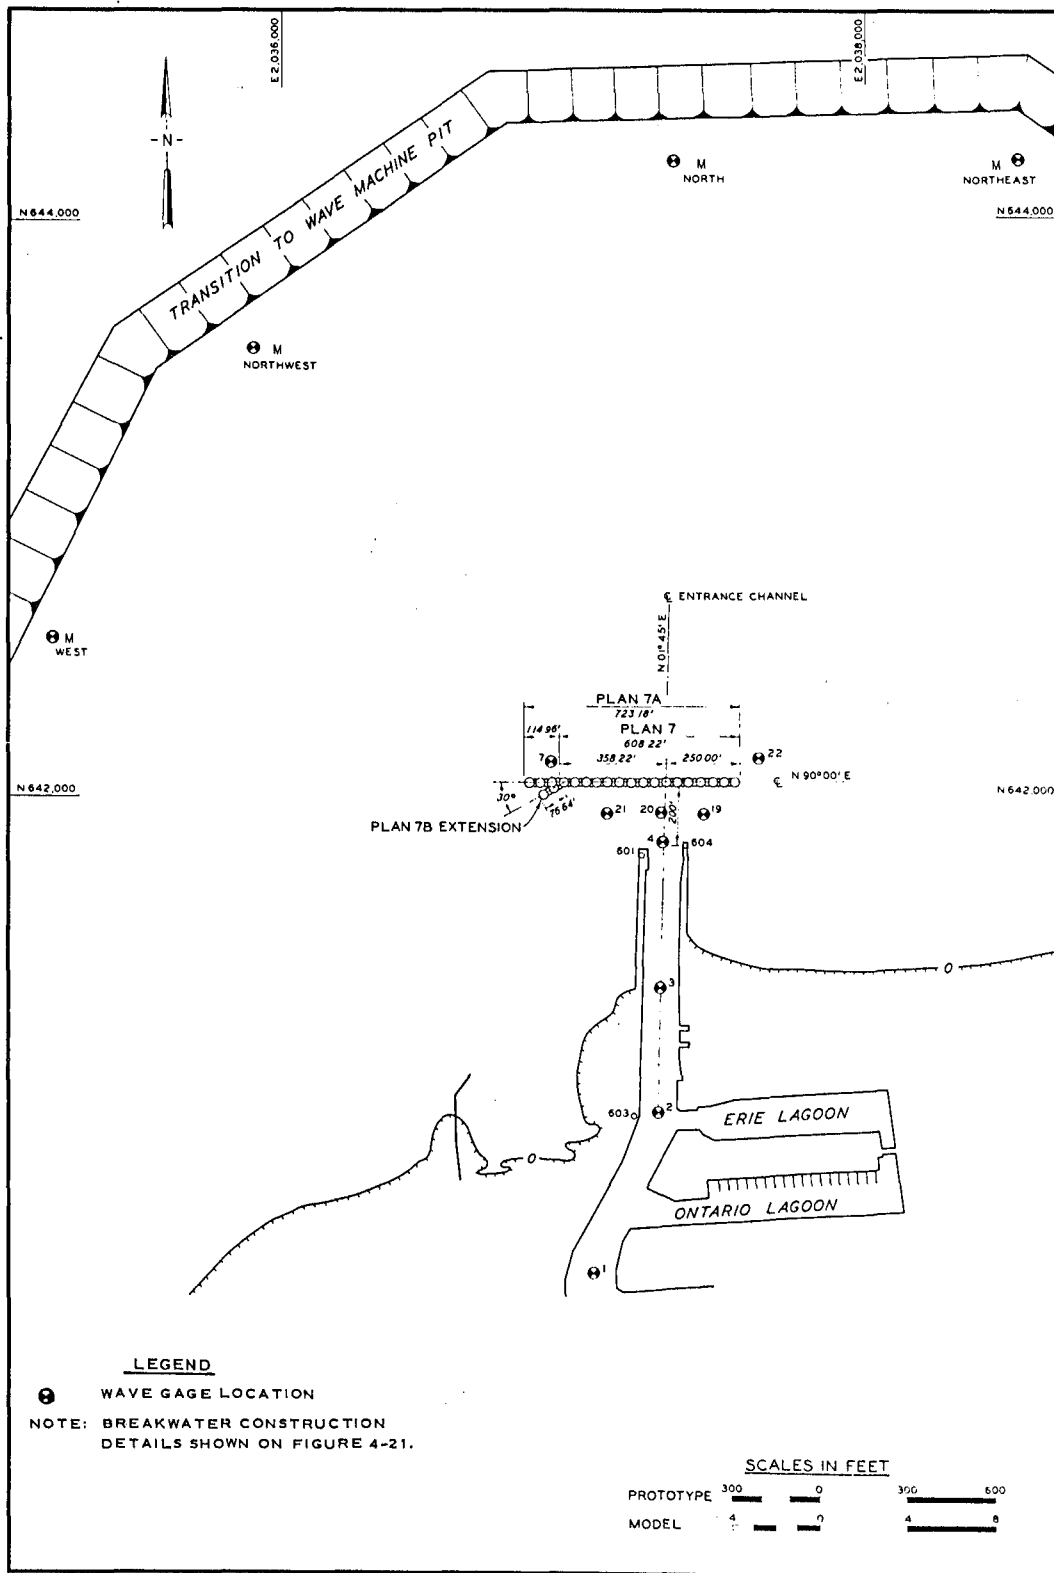 E 2,036,000
E 2,038,000
-N-
TRANSITION TO WAVE MACHINE PIT
M
NORTH
M
NORTHEAST
N 644,000
N 644,000
M
NORTHWEST
M
WEST
℄ ENTRANCE CHANNEL
N 01° 45' E
PLAN 7A
723.18'
114.96'
PLAN 7
608.22'
7
358.22'
250.00'
22
N 642,000
℄ N 90°00' E
N 642,000
30°
76.64'
PLAN 7B EXTENSION
21
20
200'
19
4
601
604
0
3
603
2
ERIE LAGOON
0
ONTARIO LAGOON
1
LEGEND
WAVE GAGE LOCATION
NOTE: BREAKWATER CONSTRUCTION
DETAILS SHOWN ON FIGURE 4-21.
SCALES IN FEET
PROTOTYPE 300 0 300 600
MODEL 4 0 4 8